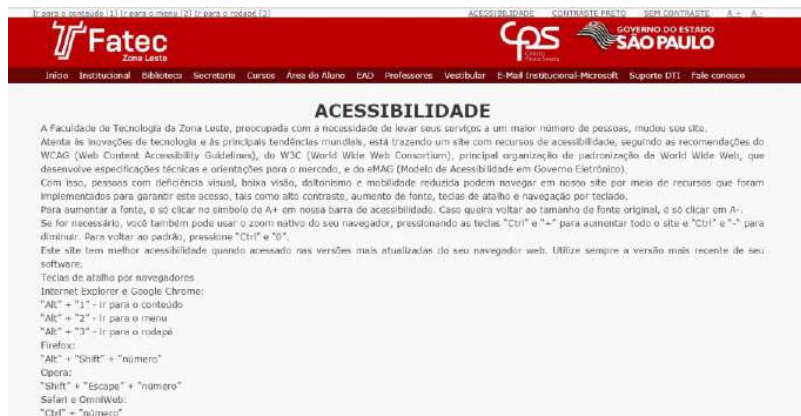 Ir para o conteúdo [1] Ir para o menu [2] Ir para o rodapé [3]
ACESSIBILIDADE CONTRASTE PRETO SEM CONTRASTE A + A -
Fatec
Zona Leste
CPS
GOVERNO DO ESTADO
SÃO PAULO
Início Institucional Biblioteca Secretaria Cursos Área do Aluno EAD Professores Vestibular E-Mail Institucional-Microsoft Suporte DTI Fale conosco
ACESSIBILIDADE
A Faculdade de Tecnologia da Zona Leste, preocupada com a necessidade de levar seus serviços a um maior número de pessoas, mudou seu site.
Atenta às inovações de tecnologia e às principais tendências mundiais, está trazendo um site com recursos de acessibilidade, seguindo as recomendações do
WCAG (Web Content Accessibility Guidelines), do W3C (World Wide Web Consortium), principal organização de padronização da World Wide Web, que
desenvolve especificações técnicas e orientações para o mercado, e do eMAG (Modelo de Acessibilidade em Governo Eletrônico).
Com isso, pessoas com deficiência visual, baixa visão, daltonismo e mobilidade reduzida podem navegar em nosso site por meio de recursos que foram
implementados para garantir este acesso, tais como alto contraste, aumento de fonte, teclas de atalho e navegação por teclado.
Para aumentar a fonte, é só clicar no símbolo de A+ em nossa barra de acessibilidade. Caso queira voltar ao tamanho de fonte original, é só clicar em A-.
Se for necessário, você também pode usar o zoom nativo do seu navegador, pressionando as teclas "Ctrl" e "+" para aumentar todo o site e "Ctrl" e "-" para
diminuir. Para voltar ao padrão, pressione "Ctrl" e "0".
Este site tem melhor acessibilidade quando acessado nas versões mais atualizadas do seu navegador web. Utilize sempre a versão mais recente de seu
software.
Teclas de atalho por navegadores
Internet Explorer e Google Chrome:
"Alt" + "1" - Ir para o conteúdo
"Alt" + "2" - Ir para o menu
"Alt" + "3" - Ir para o rodapé
Firefox:
"Alt" + "Shift" + "número"
Opera:
"Shift" + "Escape" + "número"
Safari e OmniWeb:
"Ctrl" + "número"